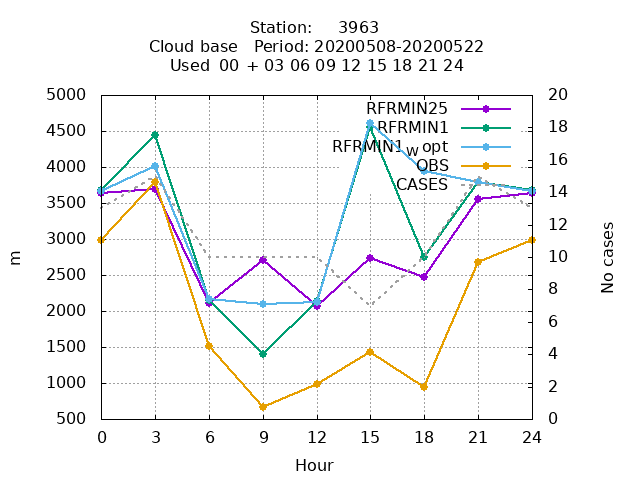 Station: 3963
Cloud base Period: 20200508-20200522
Used 00 + 03 06 09 12 15 18 21 24
RFRMIN25
RFRMIN1
RFRMIN1_w opt
OBS
CASES
5000
4500
4000
3500
3000
2500
2000
1500
1000
500
20
18
16
14
12
10
8
6
4
2
0
m
No cases
0 3 6 9 12 15 18 21 24
Hour